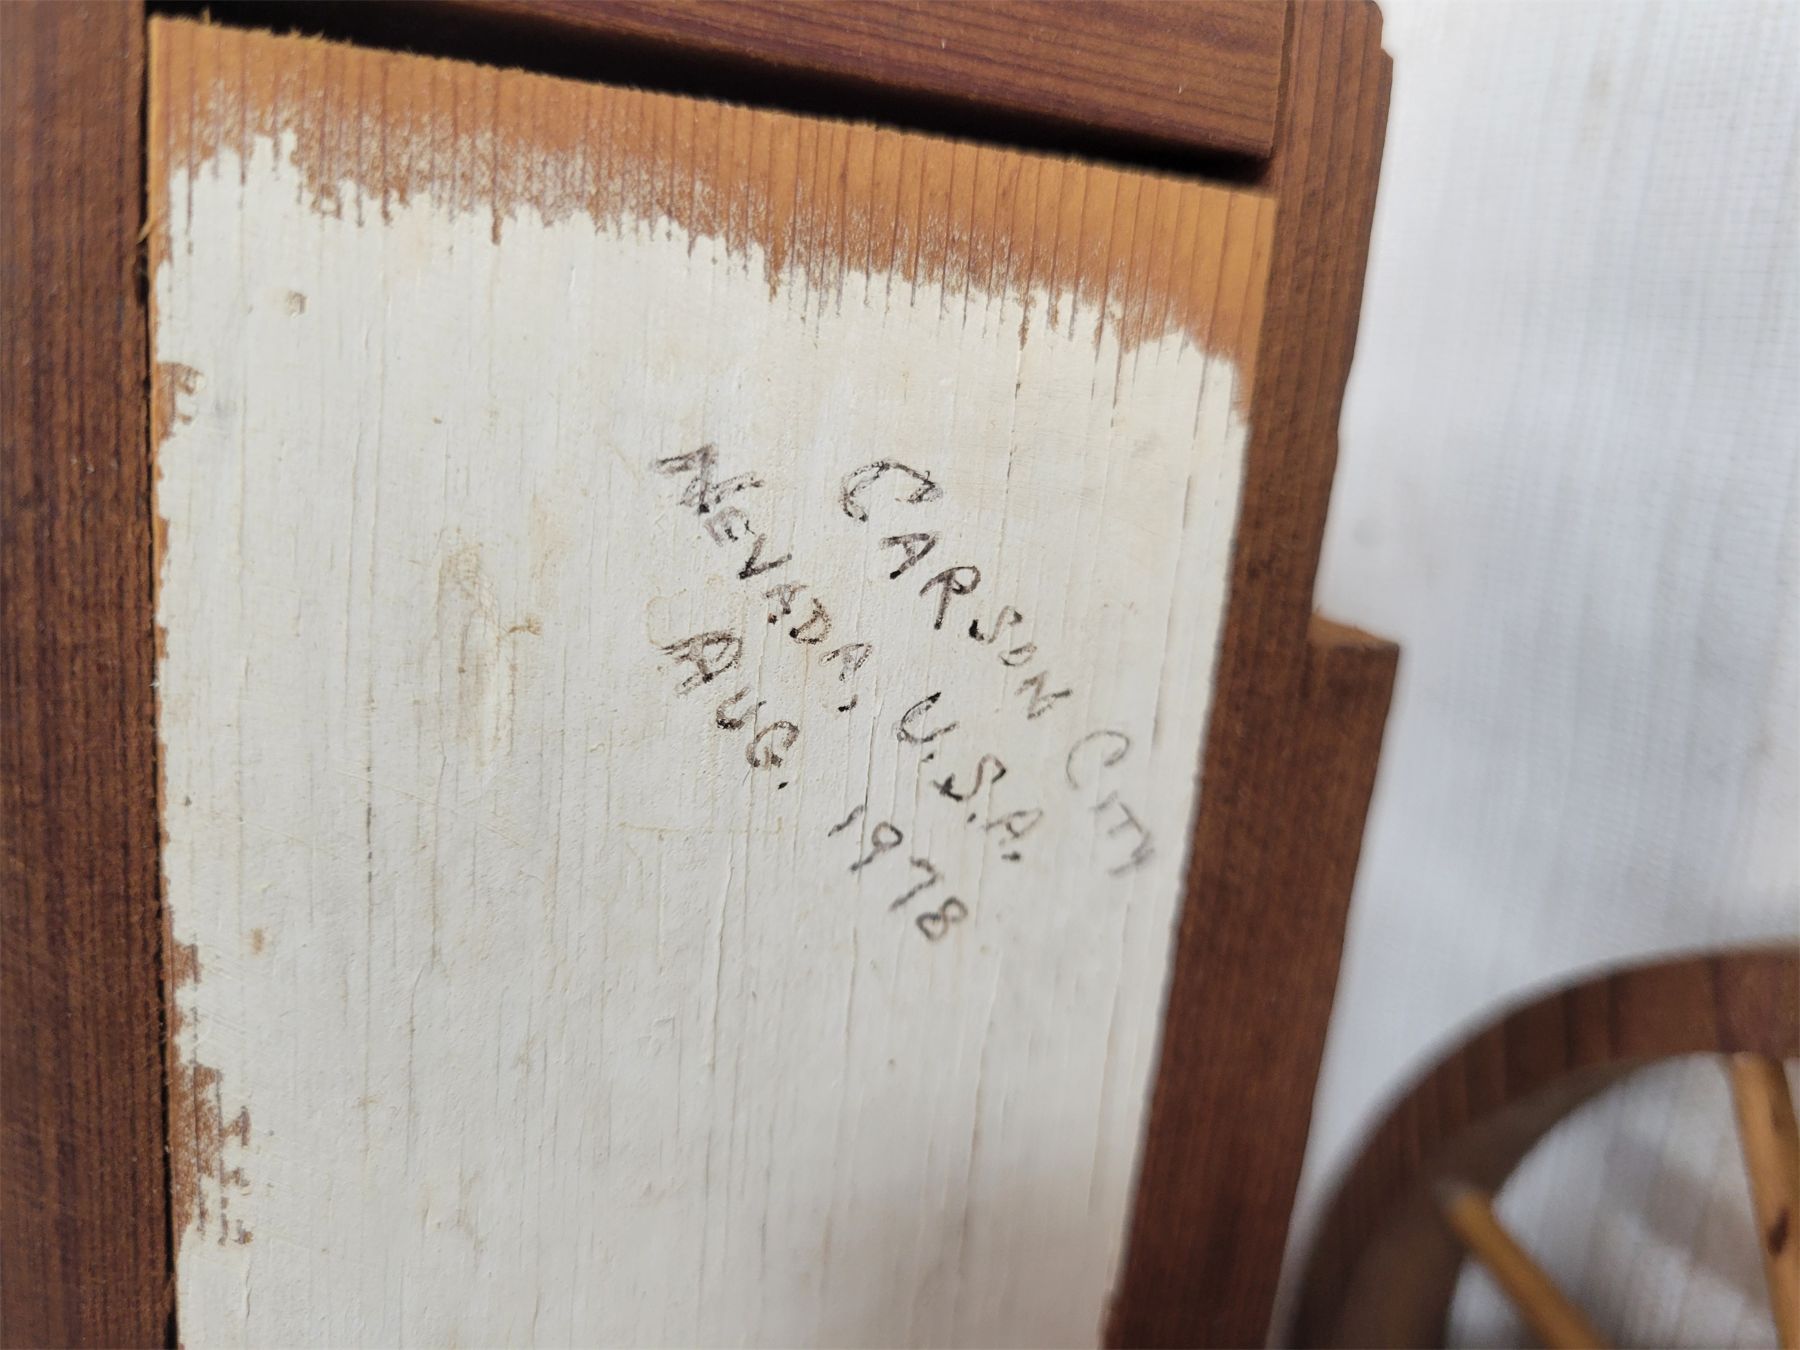 CARSON CITY
NEVADA, U.S.A.
AUG. 1978